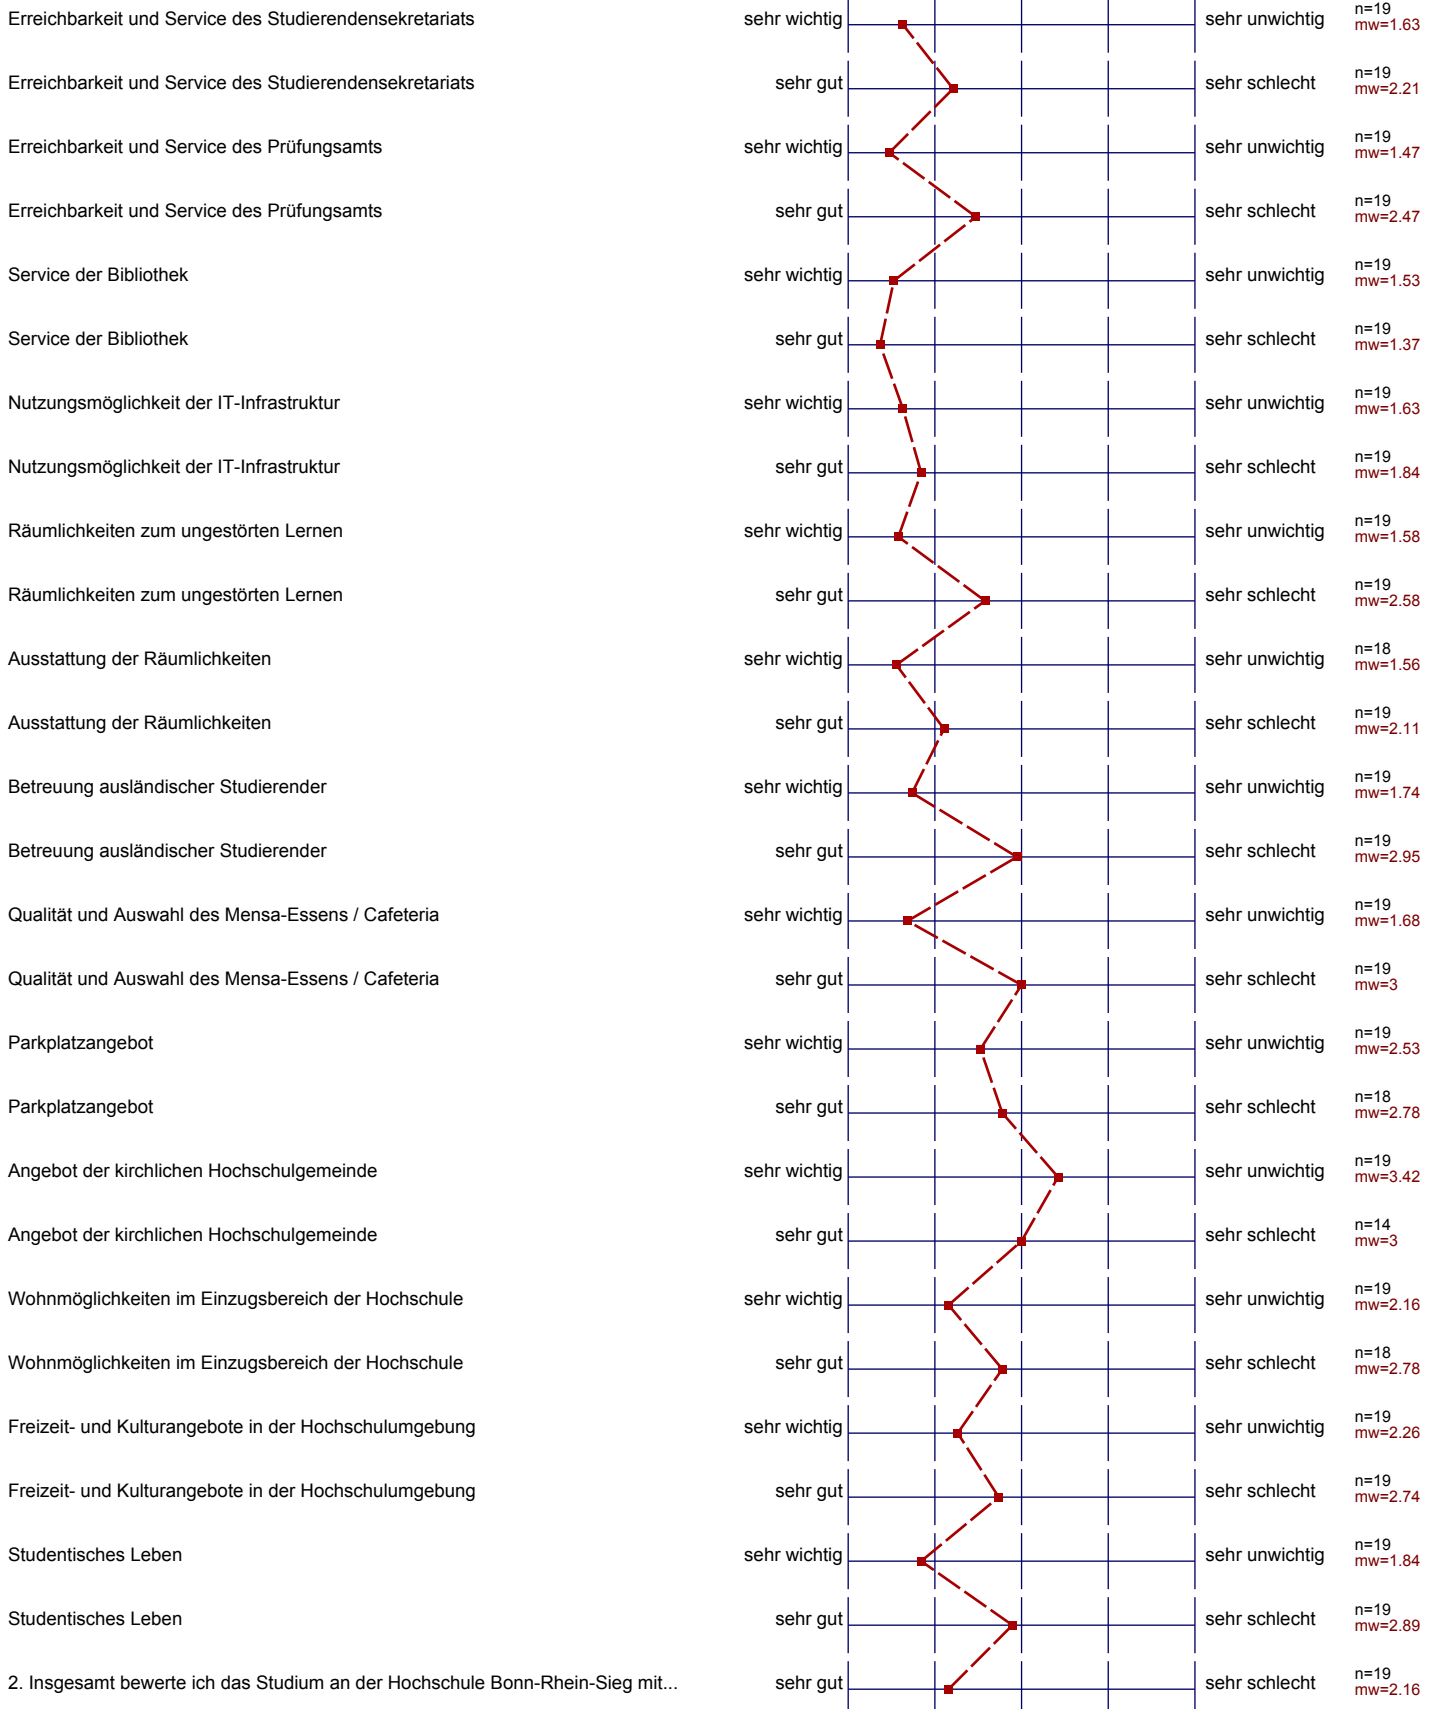 Erreichbarkeit und Service des Studierendensekretariats sehr wichtig sehr unwichtig n=19
mw=1.63
Erreichbarkeit und Service des Studierendensekretariats sehr gut sehr schlecht n=19
mw=2.21
Erreichbarkeit und Service des Prüfungsamts sehr wichtig sehr unwichtig n=19
mw=1.47
Erreichbarkeit und Service des Prüfungsamts sehr gut sehr schlecht n=19
mw=2.47
Service der Bibliothek sehr wichtig sehr unwichtig n=19
mw=1.53
Service der Bibliothek sehr gut sehr schlecht n=19
mw=1.37
Nutzungsmöglichkeit der IT-Infrastruktur sehr wichtig sehr unwichtig n=19
mw=1.63
Nutzungsmöglichkeit der IT-Infrastruktur sehr gut sehr schlecht n=19
mw=1.84
Räumlichkeiten zum ungestörten Lernen sehr wichtig sehr unwichtig n=19
mw=1.58
Räumlichkeiten zum ungestörten Lernen sehr gut sehr schlecht n=19
mw=2.58
Ausstattung der Räumlichkeiten sehr wichtig sehr unwichtig n=18
mw=1.56
Ausstattung der Räumlichkeiten sehr gut sehr schlecht n=19
mw=2.11
Betreuung ausländischer Studierender sehr wichtig sehr unwichtig n=19
mw=1.74
Betreuung ausländischer Studierender sehr gut sehr schlecht n=19
mw=2.95
Qualität und Auswahl des Mensa-Essens / Cafeteria sehr wichtig sehr unwichtig n=19
mw=1.68
Qualität und Auswahl des Mensa-Essens / Cafeteria sehr gut sehr schlecht n=19
mw=3
Parkplatzangebot sehr wichtig sehr unwichtig n=19
mw=2.53
Parkplatzangebot sehr gut sehr schlecht n=18
mw=2.78
Angebot der kirchlichen Hochschulgemeinde sehr wichtig sehr unwichtig n=19
mw=3.42
Angebot der kirchlichen Hochschulgemeinde sehr gut sehr schlecht n=14
mw=3
Wohnmöglichkeiten im Einzugsbereich der Hochschule sehr wichtig sehr unwichtig n=19
mw=2.16
Wohnmöglichkeiten im Einzugsbereich der Hochschule sehr gut sehr schlecht n=18
mw=2.78
Freizeit- und Kulturangebote in der Hochschulumgebung sehr wichtig sehr unwichtig n=19
mw=2.26
Freizeit- und Kulturangebote in der Hochschulumgebung sehr gut sehr schlecht n=19
mw=2.74
Studentisches Leben sehr wichtig sehr unwichtig n=19
mw=1.84
Studentisches Leben sehr gut sehr schlecht n=19
mw=2.89
2. Insgesamt bewerte ich das Studium an der Hochschule Bonn-Rhein-Sieg mit... sehr gut sehr schlecht n=19
mw=2.16